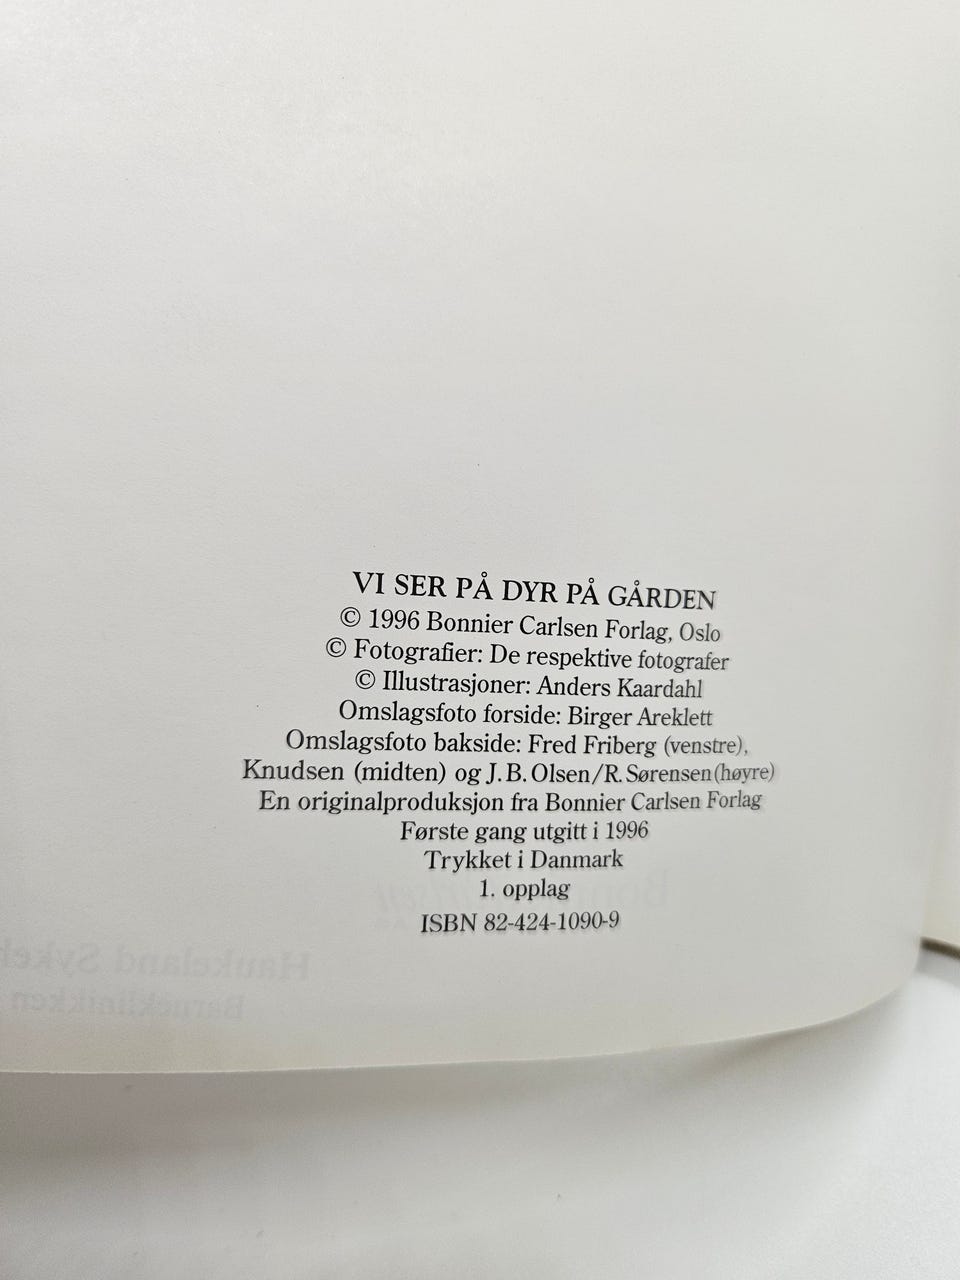 VI SER PÅ DYR PÅ GÅRDEN
© 1996 Bonnier Carlsen Forlag, Oslo
© Fotografier: De respektive fotografer
© Illustrasjoner: Anders Kaardahl
Omslagsfoto forside: Birger Areklett
Omslagsfoto bakside: Fred Friberg (venstre),
Knudsen (midten) og J.B. Olsen/R. Sørensen (høyre)
En originalproduksjon fra Bonnier Carlsen Forlag
Første gang utgitt i 1996
Trykket i Danmark
1. opplag
ISBN 82-424-1090-9
Haukeland
Barneklinikken